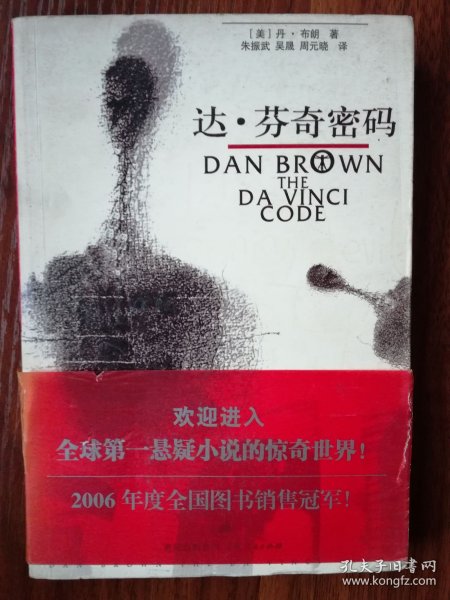 [美] 丹·布朗 著
朱振武 吴晟 周元晓 译
达·芬奇密码
DAN BROWN
THE
DA VINCI
CODE
欢迎进入
全球第一悬疑小说的惊奇世界!
2006年度全国图书销售冠军!
孔夫子旧书网
www.kongfz.com